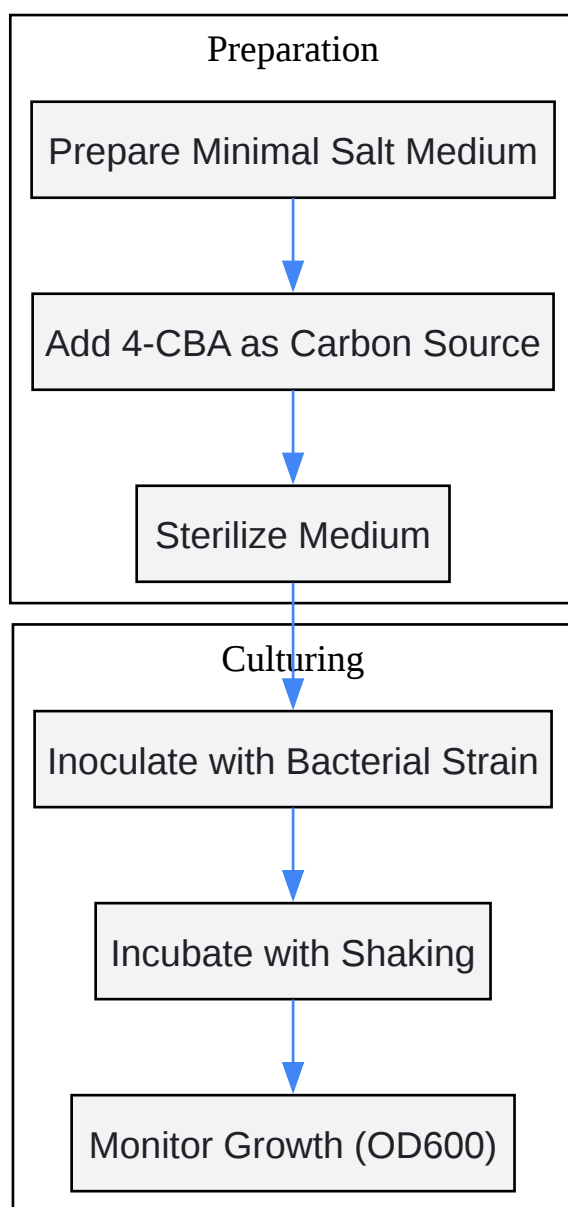 Preparation
Prepare Minimal Salt Medium
Add 4-CBA as Carbon Source
Sterilize Medium
Culturing
Inoculate with Bacterial Strain
Incubate with Shaking
Monitor Growth (OD600)